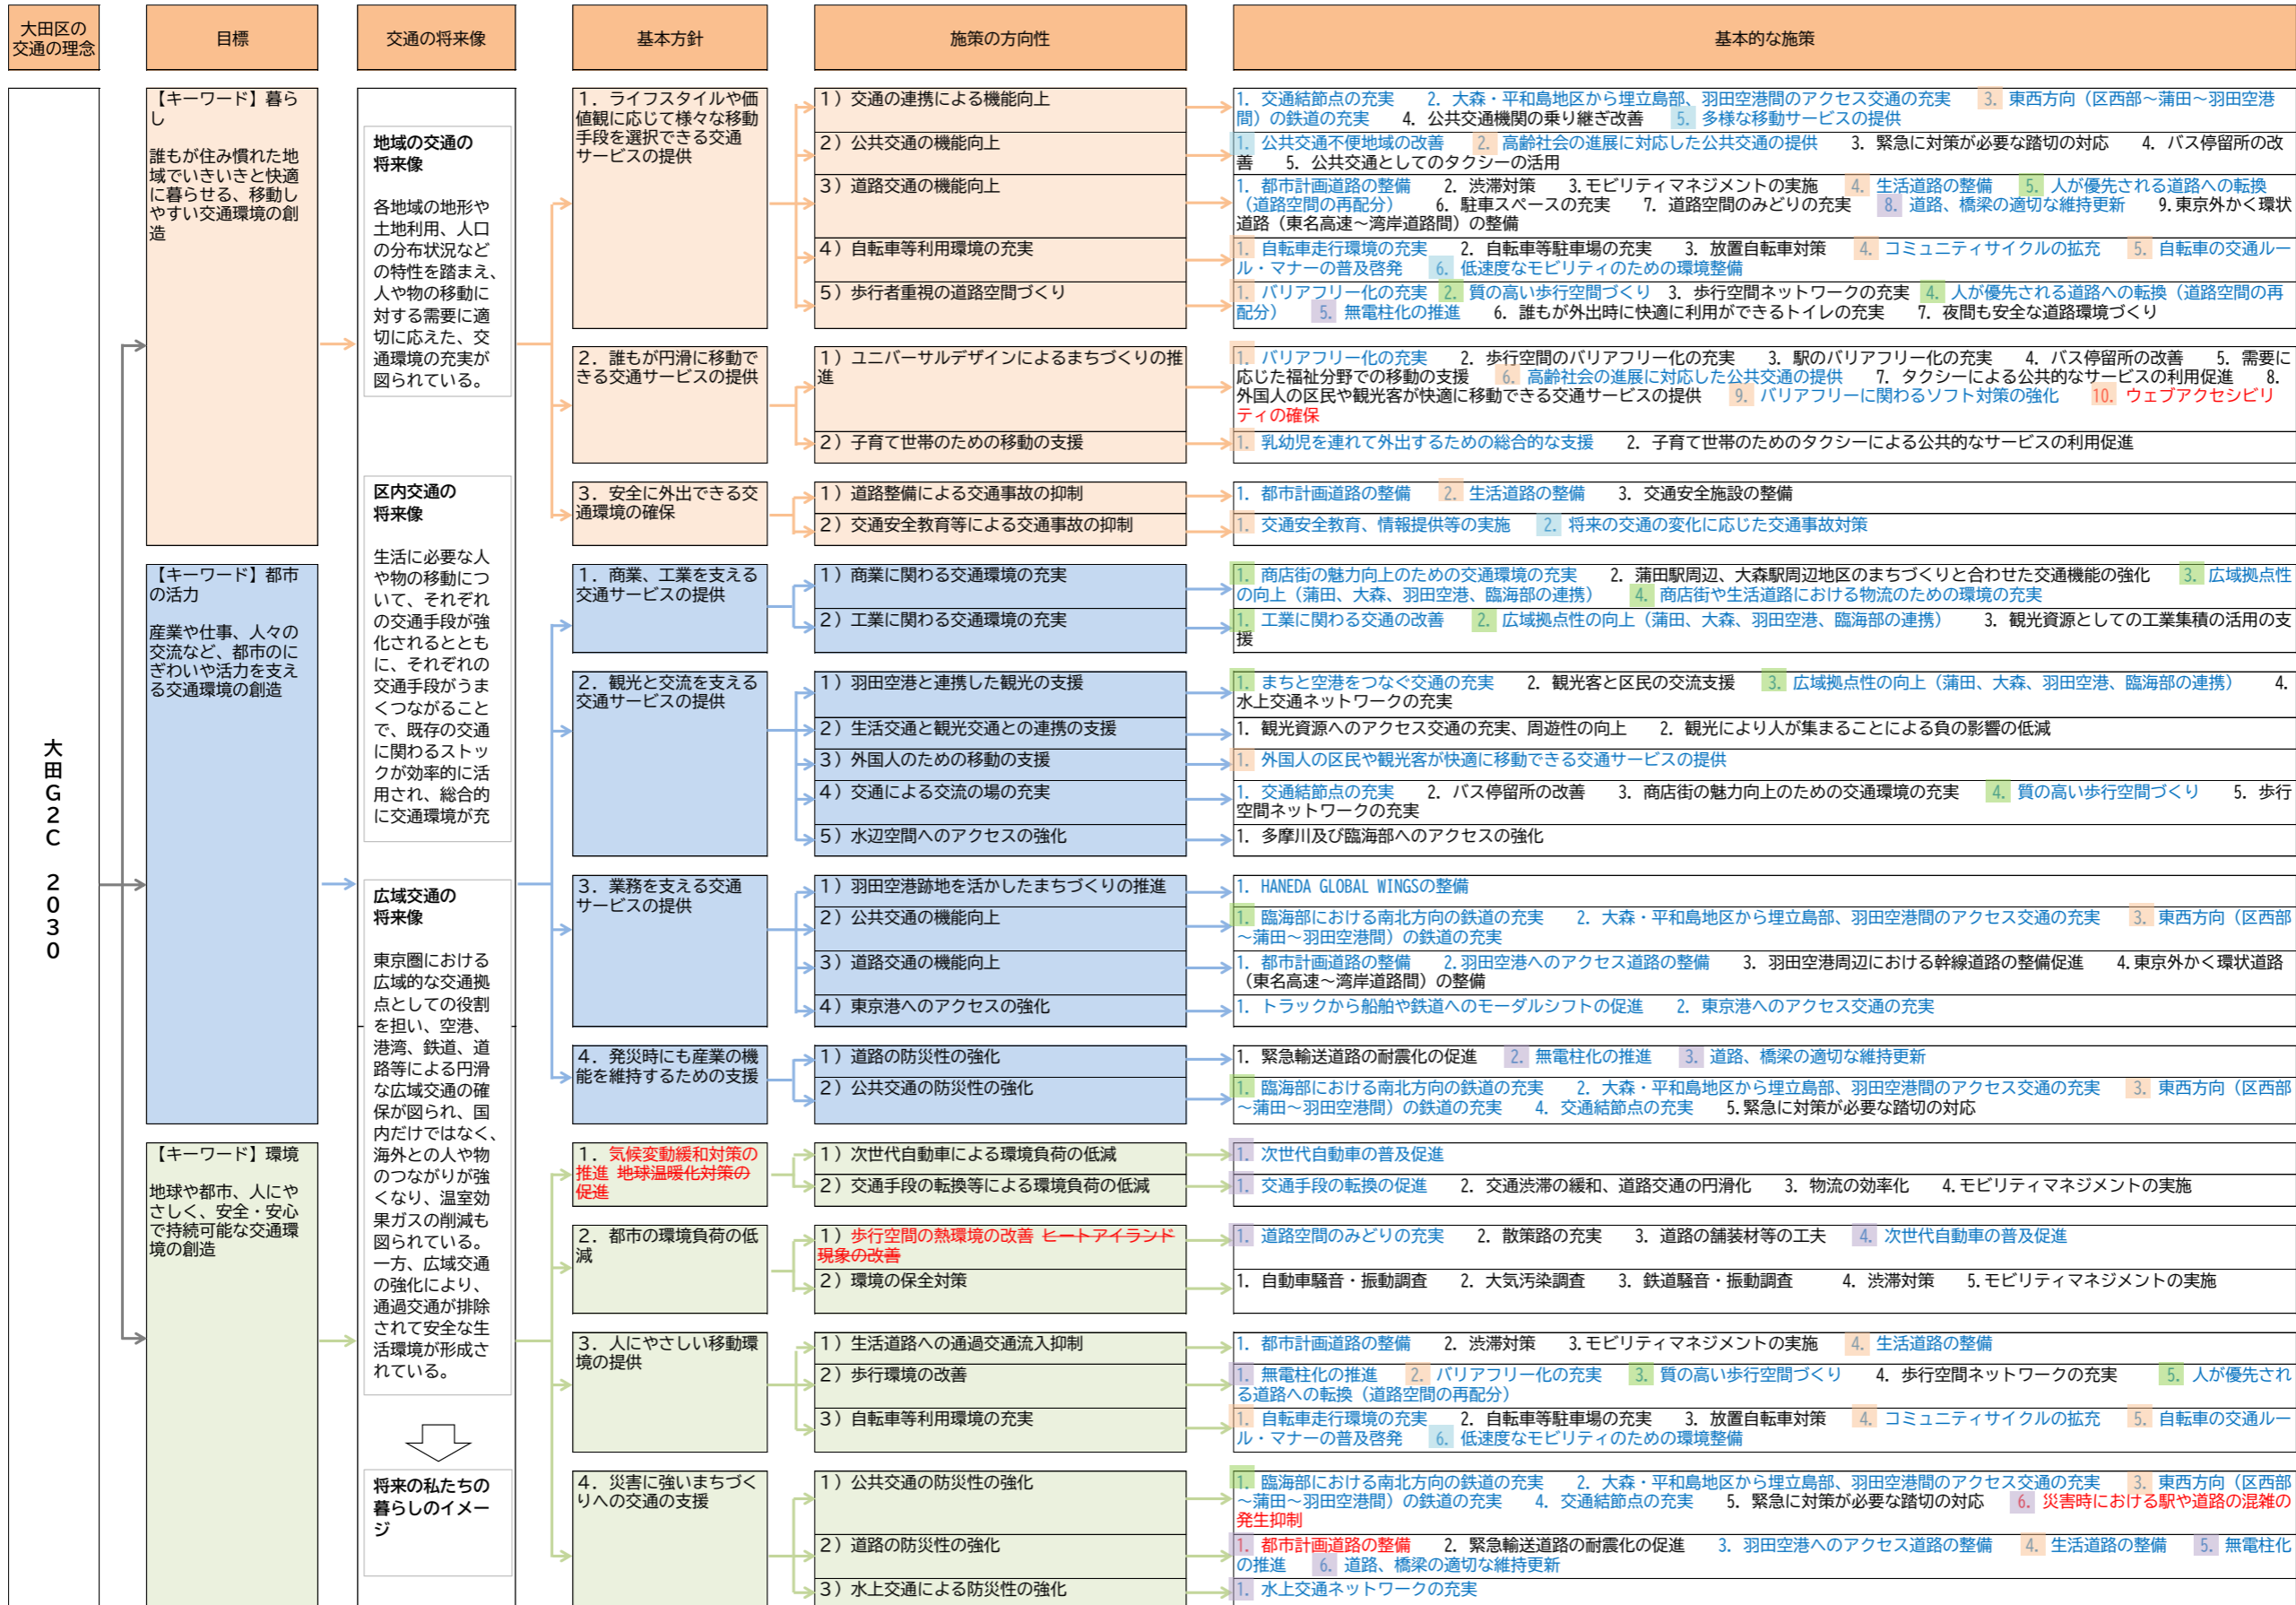 大田区の
交通の理念
目標
交通の将来像
基本方針
施策の方向性
基本的な施策
大田G2C 2030
【キーワード】暮ら
し
誰もが住み慣れた地
域でいきいきと快適
に暮らせる、移動し
やすい交通環境の創
造
【キーワード】都市
の活力
産業や仕事、人々の
交流など、都市のに
ぎわいや活力を支え
る交通環境の創造
【キーワード】環境
地球や都市、人にや
さしく、安全・安心
で持続可能な交通環
境の創造
地域の交通の
将来像
各地域の地形や
土地利用、人口
の分布状況など
の特性を踏まえ、
人や物の移動に
対する需要に適
切に応えた、交
通環境の充実が
図られている。
区内交通の
将来像
生活に必要な人
や物の移動につ
いて、それぞれ
の交通手段が強
化されるととも
に、それぞれの
交通手段がうま
くつながること
で、既存の交通
に関わるストッ
クが効率的に活
用され、総合的
に交通環境が充
広域交通の
将来像
東京圏における
広域的な交通拠
点としての役割
を担い、空港、
港湾、鉄道、道
路等による円滑
な広域交通の確
保が図られ、国
内だけではなく、
海外との人や物
のつながりが強
くなり、温室効
果ガスの削減も
図られている。
一方、広域交通
の強化により、
通過交通が排除
されて安全な生
活環境が形成さ
れている。
将来の私たちの
暮らしのイメー
ジ
1．ライフスタイルや価
値観に応じて様々な移動
手段を選択できる交通
サービスの提供
1）交通の連携による機能向上
1. 交通結節点の充実 2. 大森・平和島地区から埋立島部、羽田空港間のアクセス交通の充実 3. 東西方向（区西部～蒲田～羽田空港
間）の鉄道の充実 4. 公共交通機関の乗り継ぎ改善 5. 多様な移動サービスの提供
2）公共交通の機能向上
1. 公共交通不便地域の改善 2. 高齢社会の進展に対応した公共交通の提供 3. 緊急に対策が必要な踏切の対応 4. バス停留所の改
善 5. 公共交通としてのタクシーの活用
3）道路交通の機能向上
1. 都市計画道路の整備 2. 渋滞対策 3.モビリティマネジメントの実施 4. 生活道路の整備 5. 人が優先される道路への転換
（道路空間の再配分） 6. 駐車スペースの充実 7. 道路空間のみどりの充実 8. 道路、橋梁の適切な維持更新 9.東京外かく環状
道路（東名高速～湾岸道路間）の整備
4）自転車等利用環境の充実
1. 自転車走行環境の充実 2. 自転車等駐車場の充実 3. 放置自転車対策 4. コミュニティサイクルの拡充 5. 自転車の交通ルー
ル・マナーの普及啓発 6. 低速度なモビリティのための環境整備
5）歩行者重視の道路空間づくり
1. バリアフリー化の充実 2. 質の高い歩行空間づくり 3. 歩行空間ネットワークの充実 4. 人が優先される道路への転換（道路空間の再
配分） 5. 無電柱化の推進 6. 誰もが外出時に快適に利用ができるトイレの充実 7. 夜間も安全な道路環境づくり
2．誰もが円滑に移動で
きる交通サービスの提供
1）ユニバーサルデザインによるまちづくりの推
進
1. バリアフリー化の充実 2. 歩行空間のバリアフリー化の充実 3. 駅のバリアフリー化の充実 4. バス停留所の改善 5. 需要に
応じた福祉分野での移動の支援 6. 高齢社会の進展に対応した公共交通の提供 7. タクシーによる公共的なサービスの利用促進 8.
外国人の区民や観光客が快適に移動できる交通サービスの提供 9. バリアフリーに関わるソフト対策の強化 10. ウェブアクセシビリ
ティの確保
2）子育て世帯のための移動の支援
1. 乳幼児を連れて外出するための総合的な支援 2. 子育て世帯のためのタクシーによる公共的なサービスの利用促進
3．安全に外出できる交
通環境の確保
1）道路整備による交通事故の抑制
1. 都市計画道路の整備 2. 生活道路の整備 3. 交通安全施設の整備
2）交通安全教育等による交通事故の抑制
1. 交通安全教育、情報提供等の実施 2. 将来の交通の変化に応じた交通事故対策
1．商業、工業を支える
交通サービスの提供
1）商業に関わる交通環境の充実
1. 商店街の魅力向上のための交通環境の充実 2. 蒲田駅周辺、大森駅周辺地区のまちづくりと合わせた交通機能の強化 3. 広域拠点性
の向上（蒲田、大森、羽田空港、臨海部の連携） 4. 商店街や生活道路における物流のための環境の充実
2）工業に関わる交通環境の充実
1. 工業に関わる交通の改善 2. 広域拠点性の向上（蒲田、大森、羽田空港、臨海部の連携） 3. 観光資源としての工業集積の活用の支
援
2．観光と交流を支える
交通サービスの提供
1）羽田空港と連携した観光の支援
1. まちと空港をつなぐ交通の充実 2. 観光客と区民の交流支援 3. 広域拠点性の向上（蒲田、大森、羽田空港、臨海部の連携） 4.
水上交通ネットワークの充実
2）生活交通と観光交通との連携の支援
1. 観光資源へのアクセス交通の充実、周遊性の向上 2. 観光により人が集まることによる負の影響の低減
3）外国人のための移動の支援
1. 外国人の区民や観光客が快適に移動できる交通サービスの提供
4）交通による交流の場の充実
1. 交通結節点の充実 2. バス停留所の改善 3. 商店街の魅力向上のための交通環境の充実 4. 質の高い歩行空間づくり 5. 歩行
空間ネットワークの充実
5）水辺空間へのアクセスの強化
1. 多摩川及び臨海部へのアクセスの強化
3．業務を支える交通
サービスの提供
1）羽田空港跡地を活かしたまちづくりの推進
1. HANEDA GLOBAL WINGSの整備
2）公共交通の機能向上
1. 臨海部における南北方向の鉄道の充実 2. 大森・平和島地区から埋立島部、羽田空港間のアクセス交通の充実 3. 東西方向（区西部
～蒲田～羽田空港間）の鉄道の充実
3）道路交通の機能向上
1. 都市計画道路の整備 2.羽田空港へのアクセス道路の整備 3. 羽田空港周辺における幹線道路の整備促進 4.東京外かく環状道路
（東名高速～湾岸道路間）の整備
4）東京港へのアクセスの強化
1. トラックから船舶や鉄道へのモーダルシフトの促進 2. 東京港へのアクセス交通の充実
4．発災時にも産業の機
能を維持するための支援
1）道路の防災性の強化
1. 緊急輸送道路の耐震化の促進 2. 無電柱化の推進 3. 道路、橋梁の適切な維持更新
2）公共交通の防災性の強化
1. 臨海部における南北方向の鉄道の充実 2. 大森・平和島地区から埋立島部、羽田空港間のアクセス交通の充実 3. 東西方向（区西部
～蒲田～羽田空港間）の鉄道の充実 4. 交通結節点の充実 5.緊急に対策が必要な踏切の対応
1．気候変動緩和対策の
推進 地球温暖化対策の
促進
1）次世代自動車による環境負荷の低減
1. 次世代自動車の普及促進
2）交通手段の転換等による環境負荷の低減
1. 交通手段の転換の促進 2. 交通渋滞の緩和、道路交通の円滑化 3. 物流の効率化 4.モビリティマネジメントの実施
2．都市の環境負荷の低
減
1）歩行空間の熱環境の改善 ヒートアイランド
現象の改善
1. 道路空間のみどりの充実 2. 散策路の充実 3. 道路の舗装材等の工夫 4. 次世代自動車の普及促進
2）環境の保全対策
1. 自動車騒音・振動調査 2. 大気汚染調査 3. 鉄道騒音・振動調査 4. 渋滞対策 5.モビリティマネジメントの実施
3．人にやさしい移動環
境の提供
1）生活道路への通過交通流入抑制
1. 都市計画道路の整備 2. 渋滞対策 3.モビリティマネジメントの実施 4. 生活道路の整備
2）歩行環境の改善
1. 無電柱化の推進 2. バリアフリー化の充実 3. 質の高い歩行空間づくり 4. 歩行空間ネットワークの充実 5. 人が優先され
る道路への転換（道路空間の再配分）
3）自転車等利用環境の充実
1. 自転車走行環境の充実 2. 自転車等駐車場の充実 3. 放置自転車対策 4. コミュニティサイクルの拡充 5. 自転車の交通ルー
ル・マナーの普及啓発 6. 低速度なモビリティのための環境整備
4．災害に強いまちづく
りへの交通の支援
1）公共交通の防災性の強化
1. 臨海部における南北方向の鉄道の充実 2. 大森・平和島地区から埋立島部、羽田空港間のアクセス交通の充実 3. 東西方向（区西部
～蒲田～羽田空港間）の鉄道の充実 4. 交通結節点の充実 5. 緊急に対策が必要な踏切の対応 6. 災害時における駅や道路の混雑の
発生抑制
2）道路の防災性の強化
1. 都市計画道路の整備 2. 緊急輸送道路の耐震化の促進 3. 羽田空港へのアクセス道路の整備 4. 生活道路の整備 5. 無電柱化
の推進 6. 道路、橋梁の適切な維持更新
3）水上交通による防災性の強化
1. 水上交通ネットワークの充実